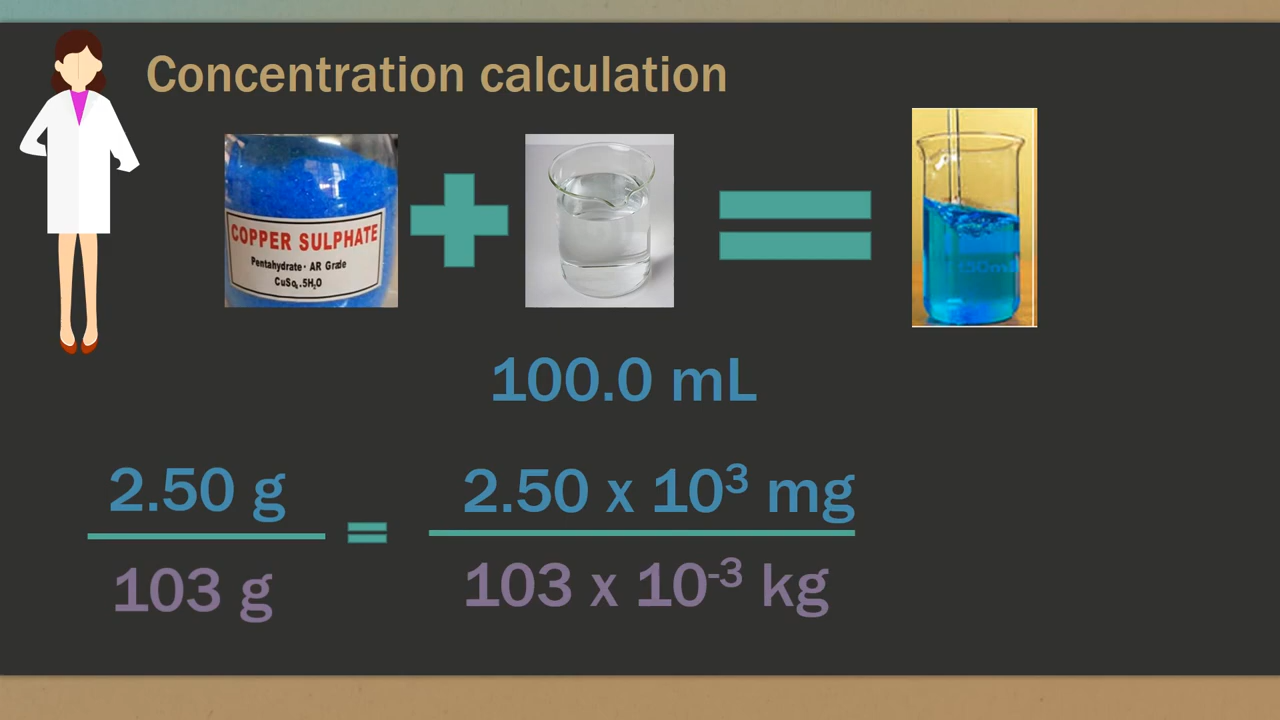 Concentration calculation
COPPER SULPHATE
Pentahydrate · AR Grade
CuSo₄.5H₂O
150ml
100.0 mL
2.50 g
103 g
=
2.50 x 10³ mg
103 x 10⁻³ kg